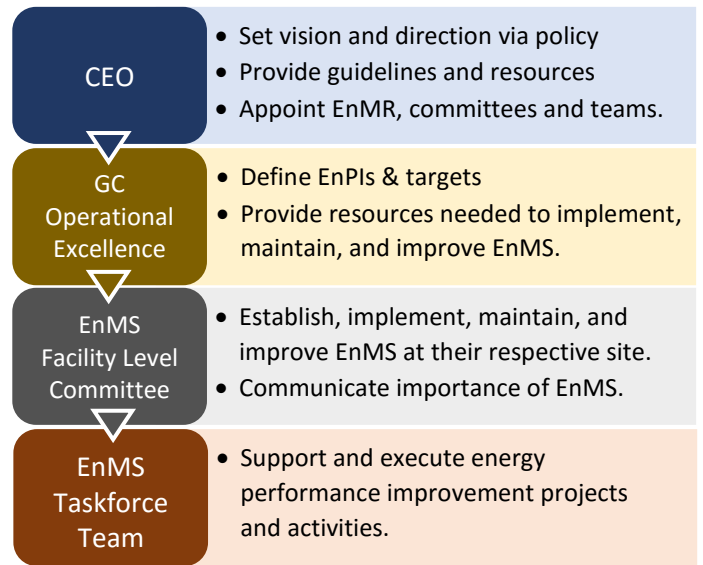 CEO
• Set vision and direction via policy
• Provide guidelines and resources
• Appoint EnMR, committees and teams.
GC
Operational
Excellence
• Define EnPIs & targets
• Provide resources needed to implement,
maintain, and improve EnMS.
EnMS
Facility Level
Committee
• Establish, implement, maintain, and
improve EnMS at their respective site.
• Communicate importance of EnMS.
EnMS
Taskforce
Team
• Support and execute energy
performance improvement projects
and activities.